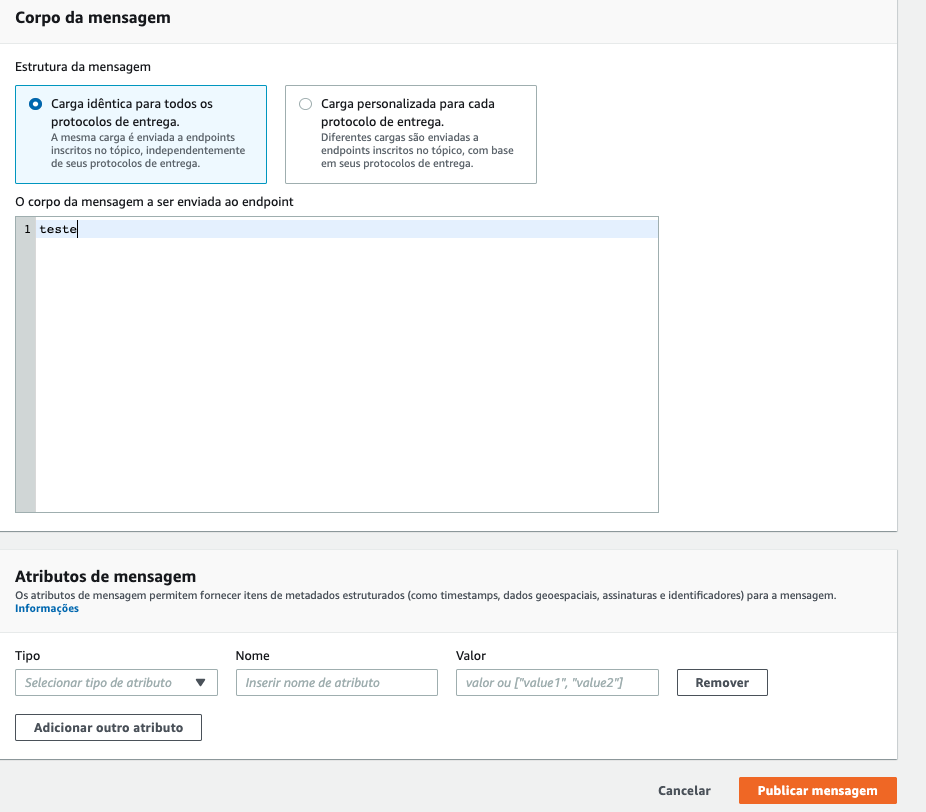 Corpo da mensagem
Estrutura da mensagem
Carga idêntica para todos os
protocolos de entrega.
A mesma carga é enviada a endpoints
inscritos no tópico, independentemente
de seus protocolos de entrega.
Carga personalizada para cada
protocolo de entrega.
Diferentes cargas são enviadas a
endpoints inscritos no tópico, com base
em seus protocolos de entrega.
O corpo da mensagem a ser enviada ao endpoint
1 teste
Atributos de mensagem
Os atributos de mensagem permitem fornecer itens de metadados estruturados (como timestamps, dados geoespaciais, assinaturas e identificadores) para a mensagem.
Informações
Tipo Nome Valor
Selecionar tipo de atributo Inserir nome de atributo valor ou ["value1", "value2"] Remover
Adicionar outro atributo
Cancelar Publicar mensagem